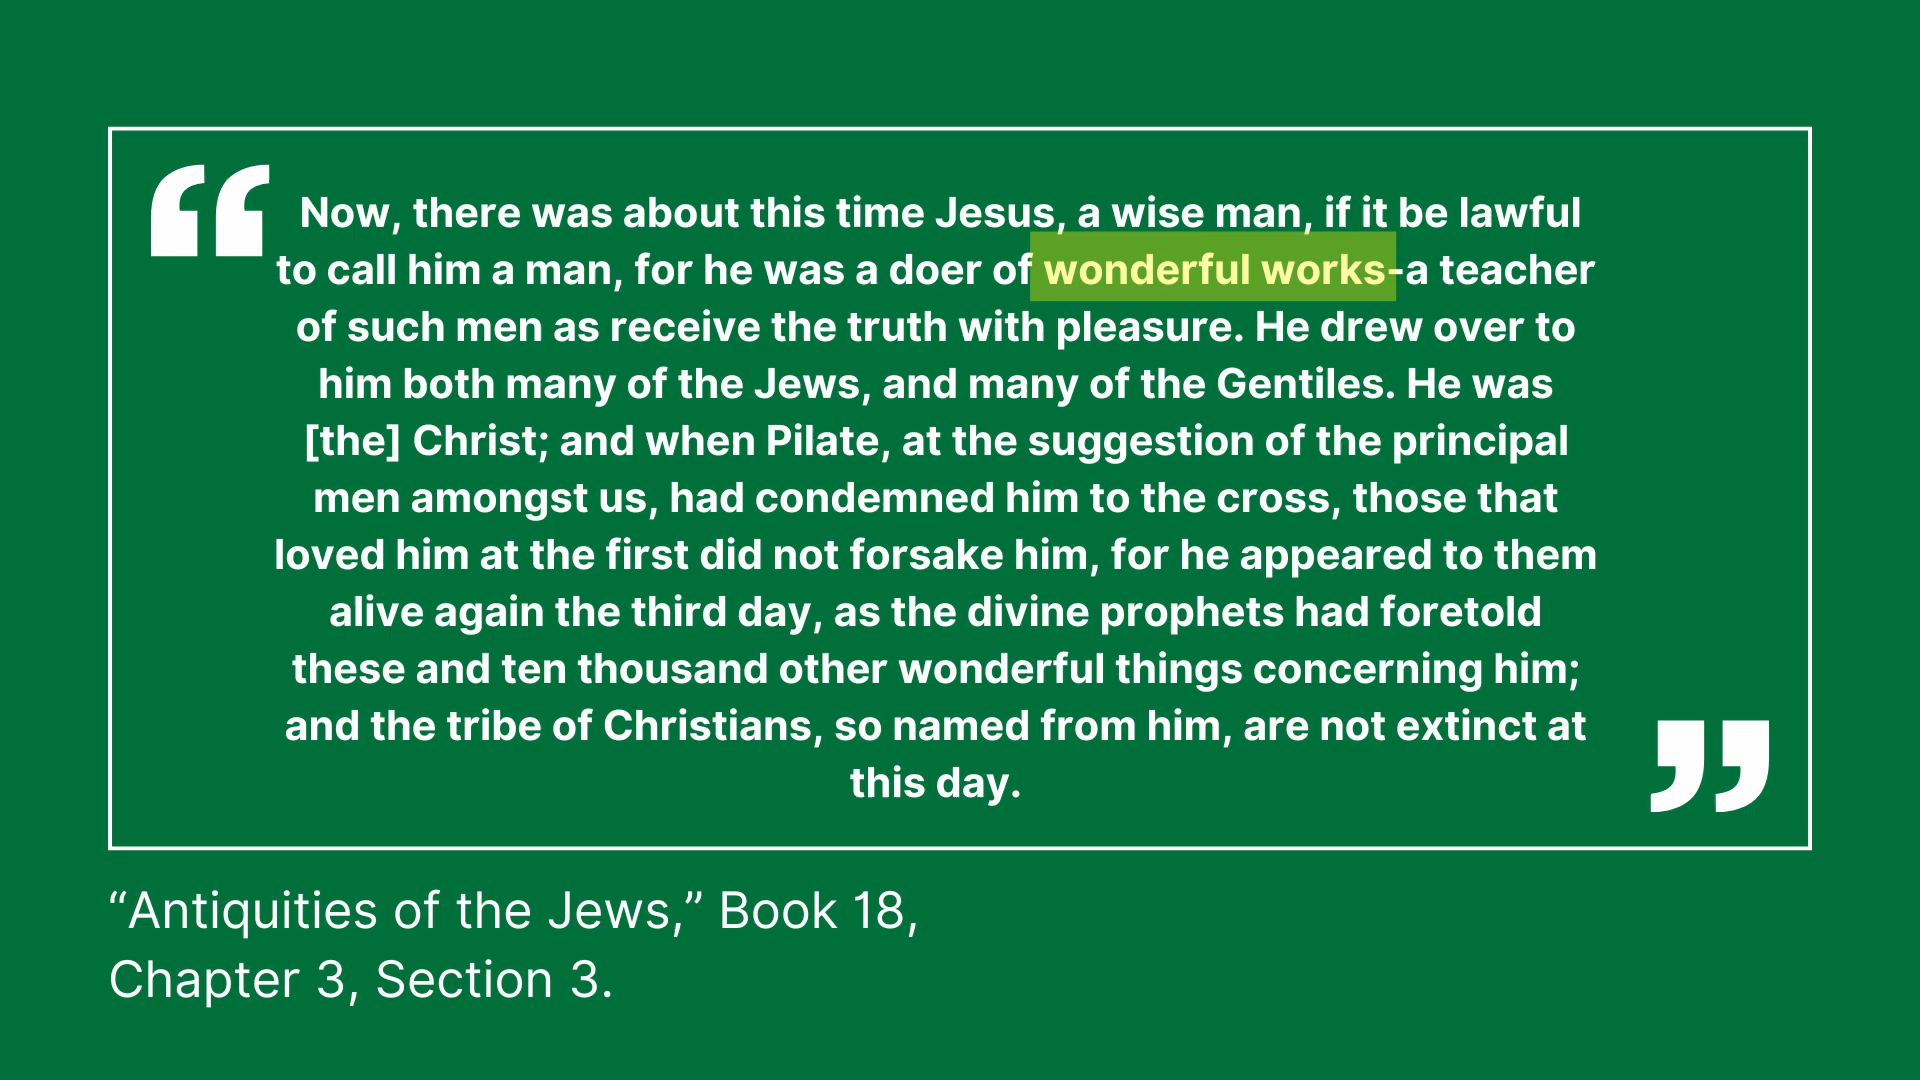 “
Now, there was about this time Jesus, a wise man, if it be lawful
to call him a man, for he was a doer of wonderful works-a teacher
of such men as receive the truth with pleasure. He drew over to
him both many of the Jews, and many of the Gentiles. He was
[the] Christ; and when Pilate, at the suggestion of the principal
men amongst us, had condemned him to the cross, those that
loved him at the first did not forsake him, for he appeared to them
alive again the third day, as the divine prophets had foretold
these and ten thousand other wonderful things concerning him;
and the tribe of Christians, so named from him, are not extinct at
this day.
”
“Antiquities of the Jews,” Book 18,
Chapter 3, Section 3.